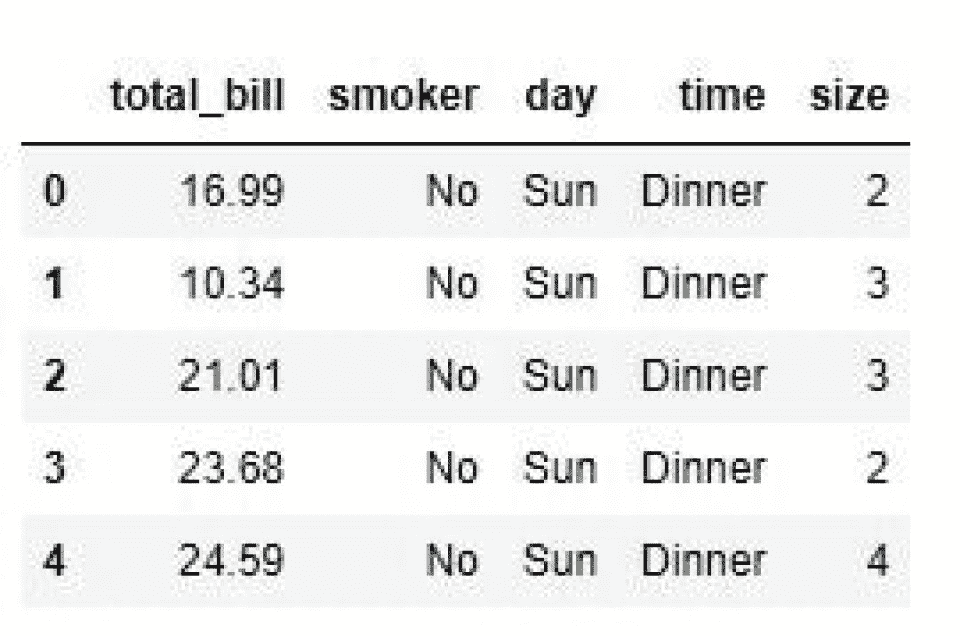 total_bill smoker day time size
0 16.99 No Sun Dinner 2
1 10.34 No Sun Dinner 3
2 21.01 No Sun Dinner 3
3 23.68 No Sun Dinner 2
4 24.59 No Sun Dinner 4